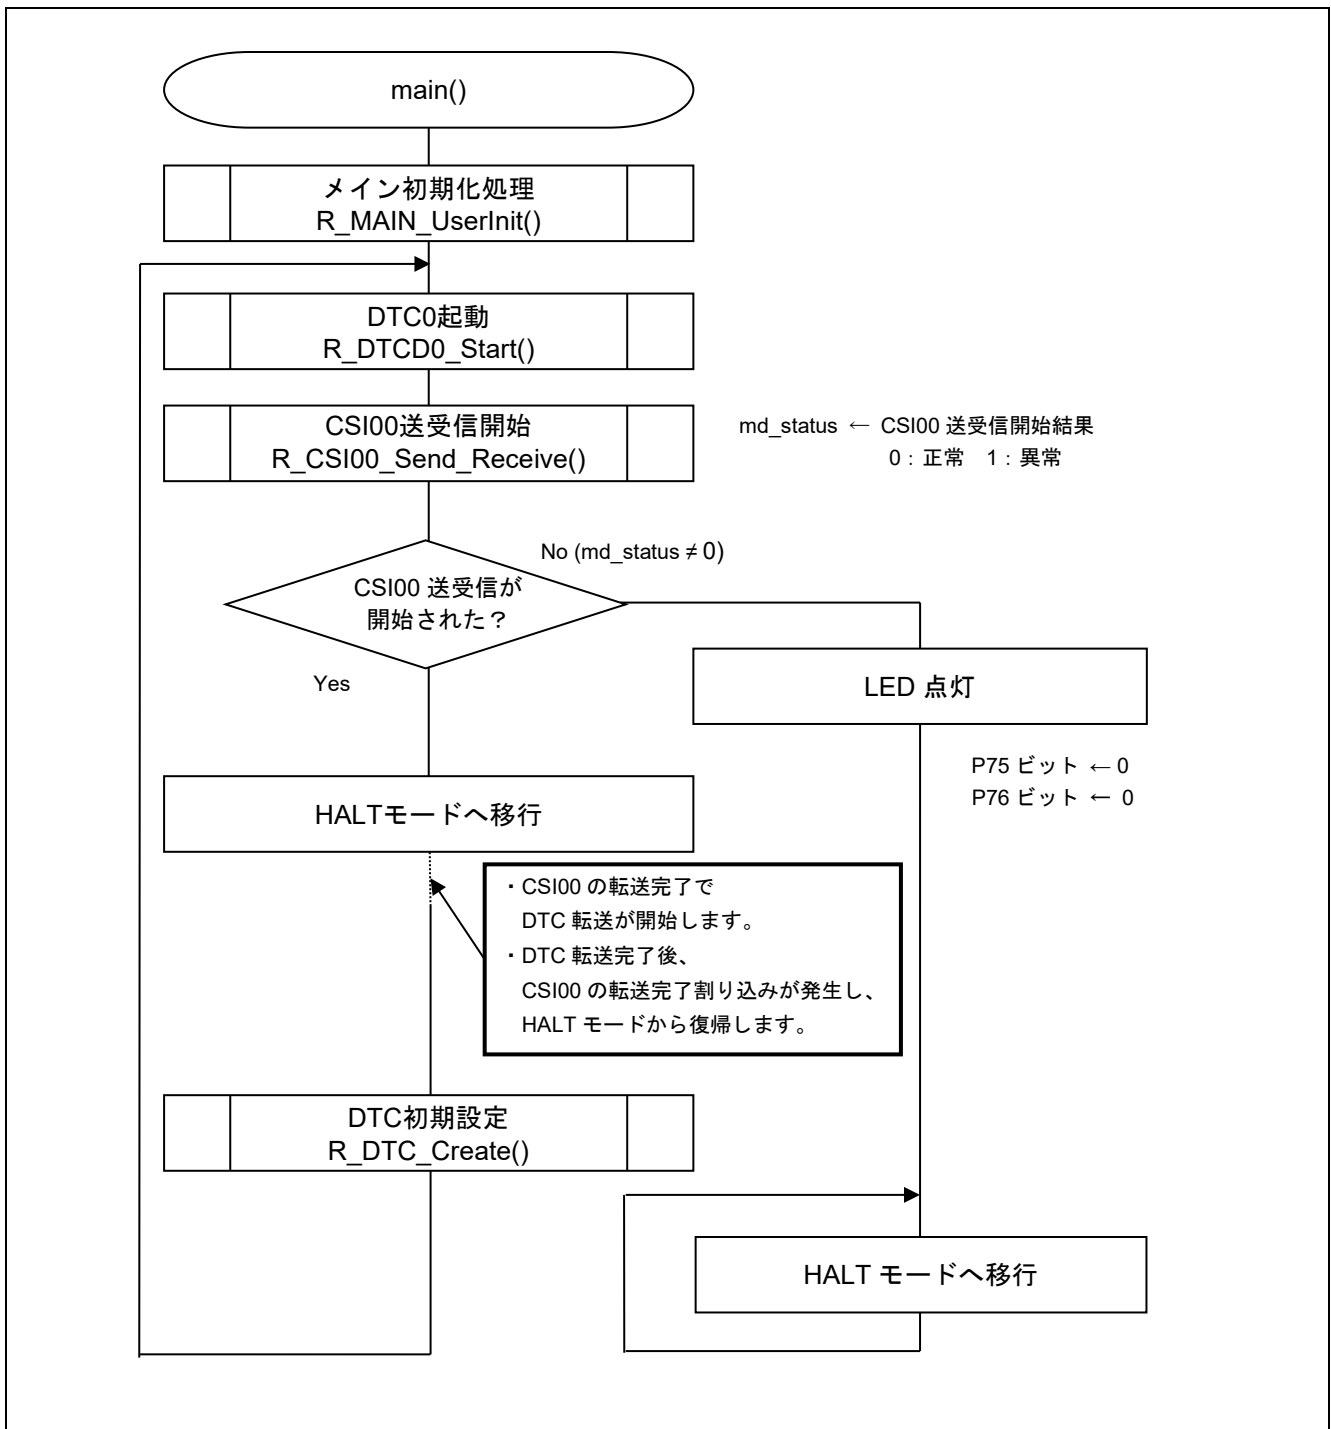 main()
メイン初期化処理
R_MAIN_UserInit()
DTC0起動
R_DTCD0_Start()
CSI00送受信開始
R_CSI00_Send_Receive()
md_status ← CSI00 送受信開始結果
0：正常　1：異常
No (md_status ≠ 0)
CSI00 送受信が
開始された？
Yes
LED 点灯
P75 ビット ← 0
P76 ビット ← 0
HALTモードへ移行
・CSI00 の転送完了で
DTC 転送が開始します。
・DTC 転送完了後、
CSI00 の転送完了割り込みが発生し、
HALT モードから復帰します。
DTC初期設定
R_DTC_Create()
HALT モードへ移行